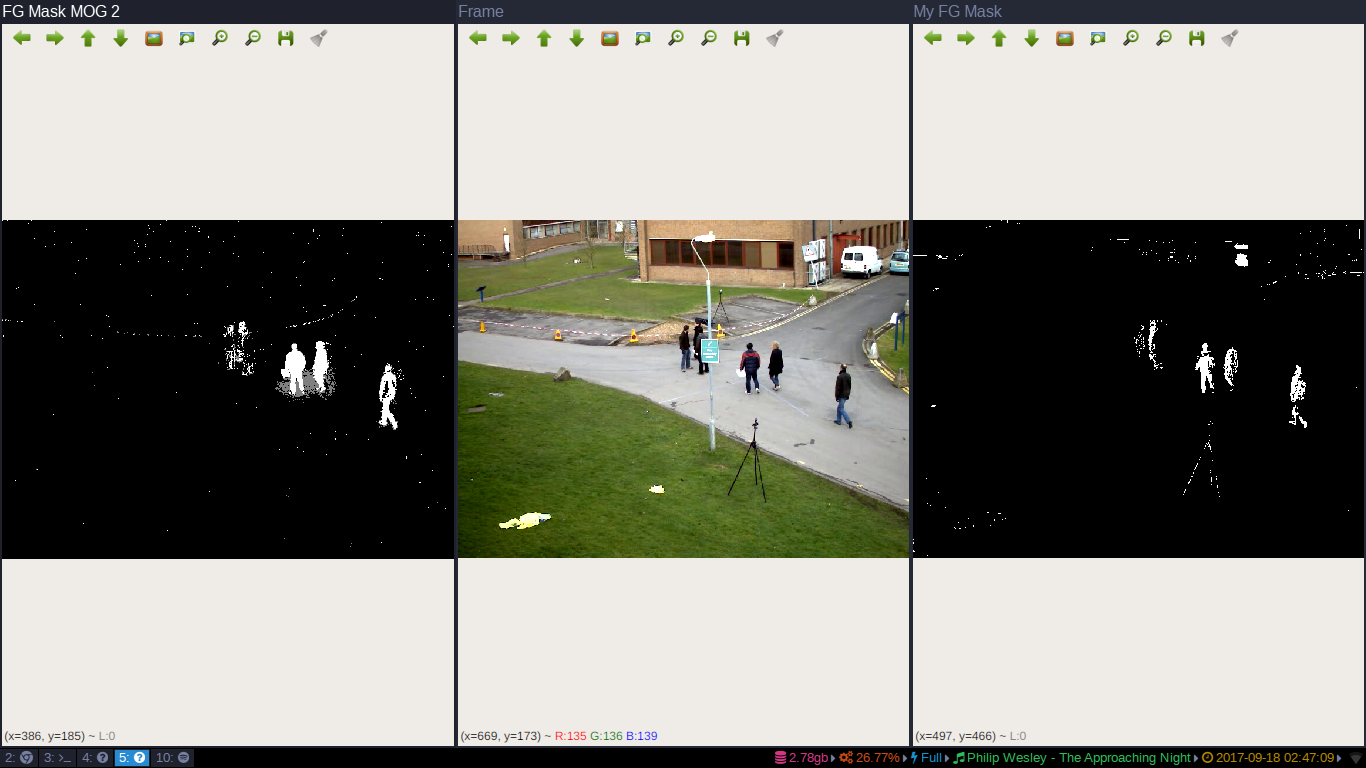 FG Mask MOG 2
Frame
My FG Mask
(x=386, y=185) ~ L:0
(x=669, y=173) ~ R:135 G:136 B:139
(x=497, y=466) ~ L:0
2: 3: 4: 5: 10: 2.78gb 26.77% Full Philip Wesley - The Approaching Night 2017-09-18 02:47:09